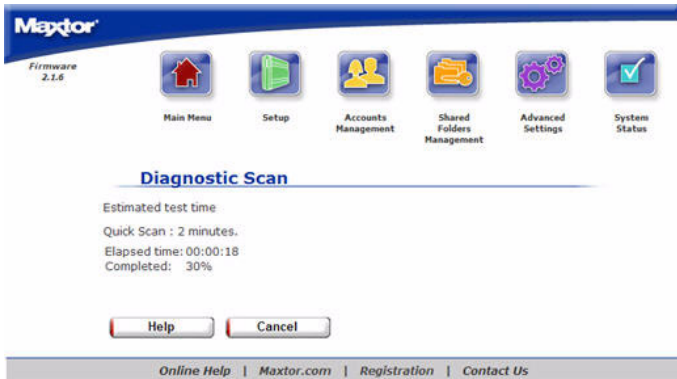 Maxtor
Firmware
2.1.6
Main Menu
Setup
Accounts
Management
Shared
Folders
Management
Advanced
Settings
System
Status
Diagnostic Scan
Estimated test time
Quick Scan : 2 minutes.
Elapsed time: 00:00:18
Completed: 30%
Help
Cancel
Online Help | Maxtor.com | Registration | Contact Us